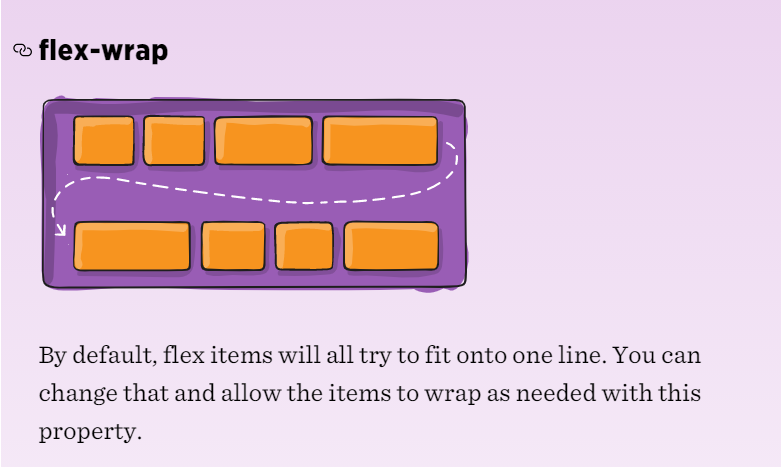 flex-wrap
By default, flex items will all try to fit onto one line. You can
change that and allow the items to wrap as needed with this
property.